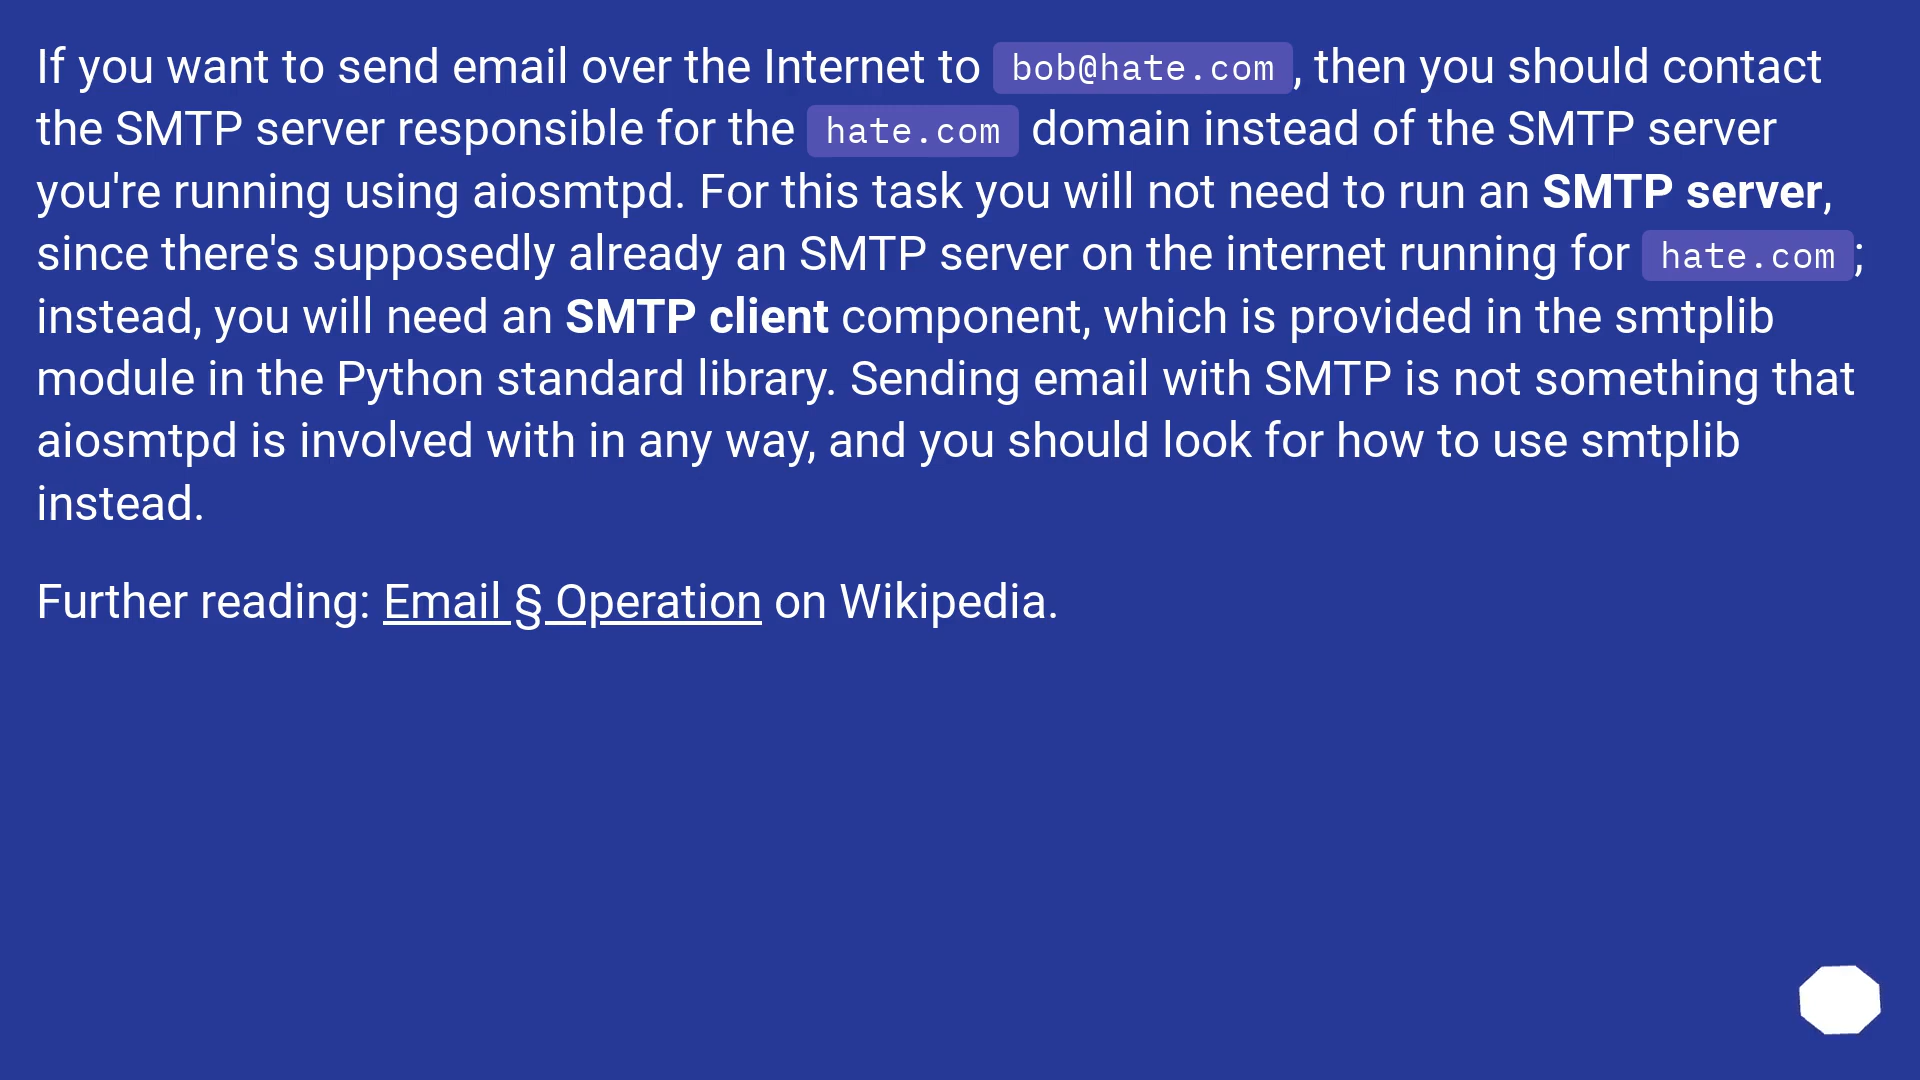 If you want to send email over the Internet to bob@hate.com, then you should contact
the SMTP server responsible for the hate.com domain instead of the SMTP server
you're running using aiosmtpd. For this task you will not need to run an SMTP server,
since there's supposedly already an SMTP server on the internet running for hate.com;
instead, you will need an SMTP client component, which is provided in the smtplib
module in the Python standard library. Sending email with SMTP is not something that
aiosmtpd is involved with in any way, and you should look for how to use smtplib
instead.
Further reading: Email § Operation on Wikipedia.